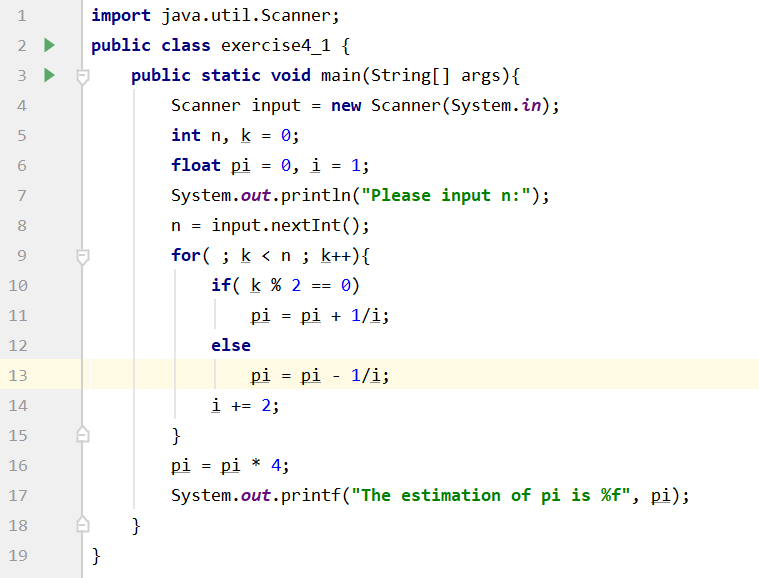 1 import java.util.Scanner;
2 public class exercise4_1 {
3     public static void main(String[] args){
4         Scanner input = new Scanner(System.in);
5         int n, k = 0;
6         float pi = 0, i = 1;
7         System.out.println("Please input n:");
8         n = input.nextInt();
9         for( ; k < n ; k++){
10             if( k % 2 == 0)
11                 pi = pi + 1/i;
12             else
13                 pi = pi - 1/i;
14             i += 2;
15         }
16         pi = pi * 4;
17         System.out.printf("The estimation of pi is %f", pi);
18     }
19 }